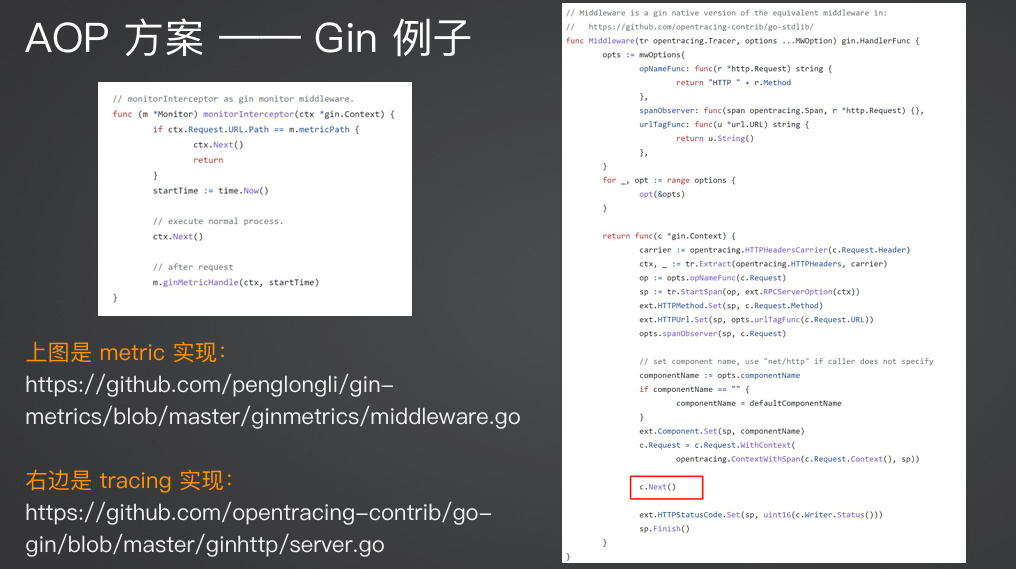 AOP 方案 —— Gin 例子
// monitorInterceptor as gin monitor middleware.
func (m *Monitor) monitorInterceptor(ctx *gin.Context) {
if ctx.Request.URL.Path == m.metricPath {
ctx.Next()
return
}
startTime := time.Now()
// execute normal process.
ctx.Next()
// after request
m.ginMetricHandle(ctx, startTime)
}
上图是 metric 实现：
https://github.com/penglongli/gin-
metrics/blob/master/ginmetrics/middleware.go
右边是 tracing 实现：
https://github.com/opentracing-contrib/go-
gin/blob/master/ginhttp/server.go
// Middleware is a gin native version of the equivalent middleware in:
//   https://github.com/opentracing-contrib/go-stdlib/
func Middleware(tr opentracing.Tracer, options ...MWOption) gin.HandlerFunc {
opts := mwOptions{
opNameFunc: func(r *http.Request) string {
return "HTTP " + r.Method
},
spanObserver: func(span opentracing.Span, r *http.Request) {},
urlTagFunc: func(u *url.URL) string {
return u.String()
},
}
for _, opt := range options {
opt(&opts)
}
return func(c *gin.Context) {
carrier := opentracing.HTTPHeadersCarrier(c.Request.Header)
ctx, _ := tr.Extract(opentracing.HTTPHeaders, carrier)
op := opts.opNameFunc(c.Request)
sp := tr.StartSpan(op, ext.RPCServerOption(ctx))
ext.HTTPMethod.Set(sp, c.Request.Method)
ext.HTTPUrl.Set(sp, opts.urlTagFunc(c.Request.URL))
opts.spanObserver(sp, c.Request)
// set component name, use "net/http" if caller does not specify
componentName := opts.componentName
if componentName == "" {
componentName = defaultComponentName
}
ext.Component.Set(sp, componentName)
c.Request = c.Request.WithContext(
opentracing.ContextWithSpan(c.Request.Context(), sp))
c.Next()
ext.HTTPStatusCode.Set(sp, uint16(c.Writer.Status()))
sp.Finish()
}
}